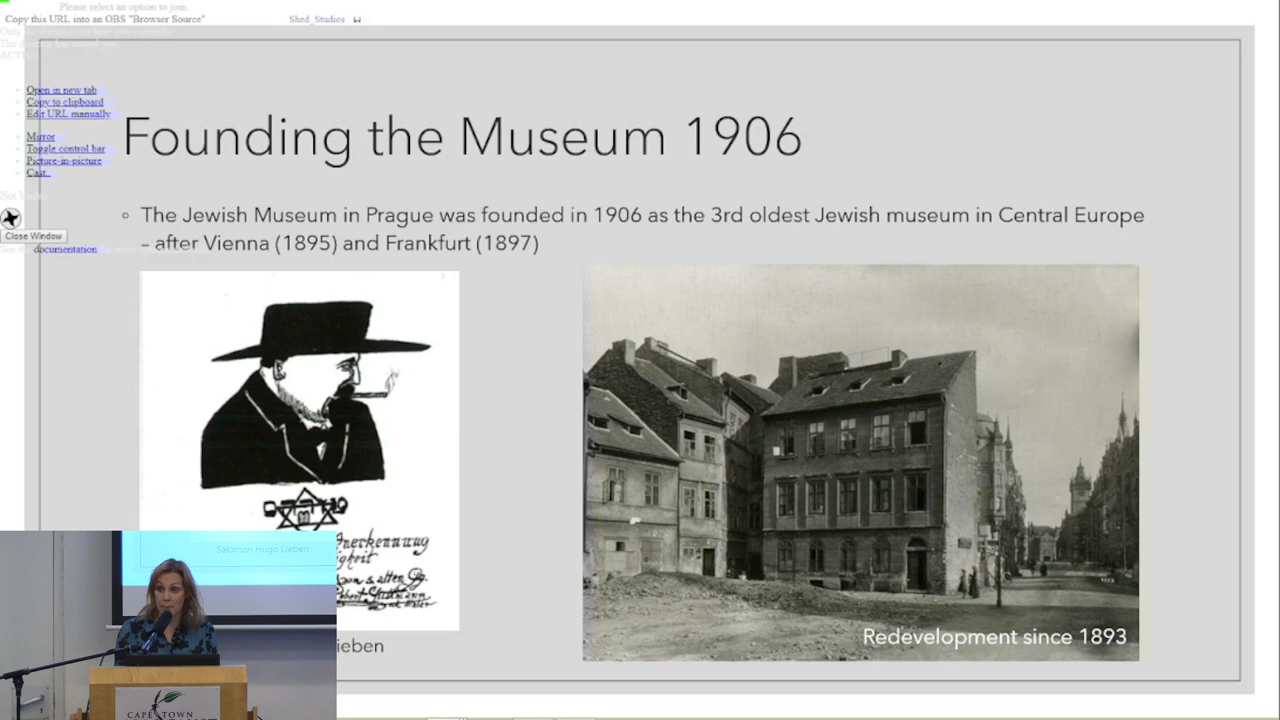 Please select an option to join.
Copy this URL into an OBS "Browser Source"
Shed_Studios
Open in new tab
Copy to clipboard
Edit URL manually
Mirror
Toggle control bar
Picture-in-picture
Cast..
Close Window
documentation
Founding the Museum 1906
The Jewish Museum in Prague was founded in 1906 as the 3rd oldest Jewish museum in Central Europe
– after Vienna (1895) and Frankfurt (1897)
Anerkennung
Redevelopment since 1893
ieben
Salomon Hugo Lieben
CAPE TOWN